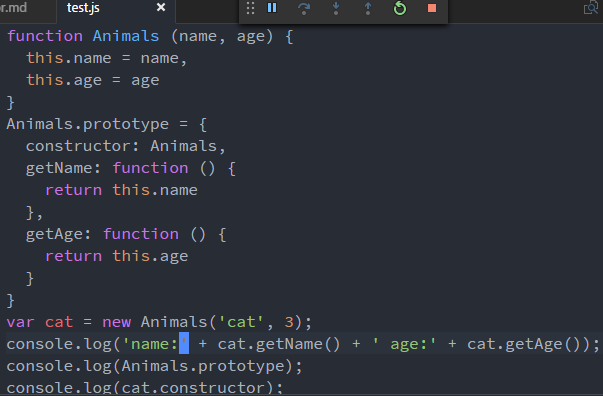 or.md test.js
function Animals (name, age) {
  this.name = name,
  this.age = age
}
Animals.prototype = {
  constructor: Animals,
  getName: function () {
    return this.name
  },
  getAge: function () {
    return this.age
  }
}
var cat = new Animals('cat', 3);
console.log('name:' + cat.getName() + ' age:' + cat.getAge());
console.log(Animals.prototype);
console.log(cat.constructor);